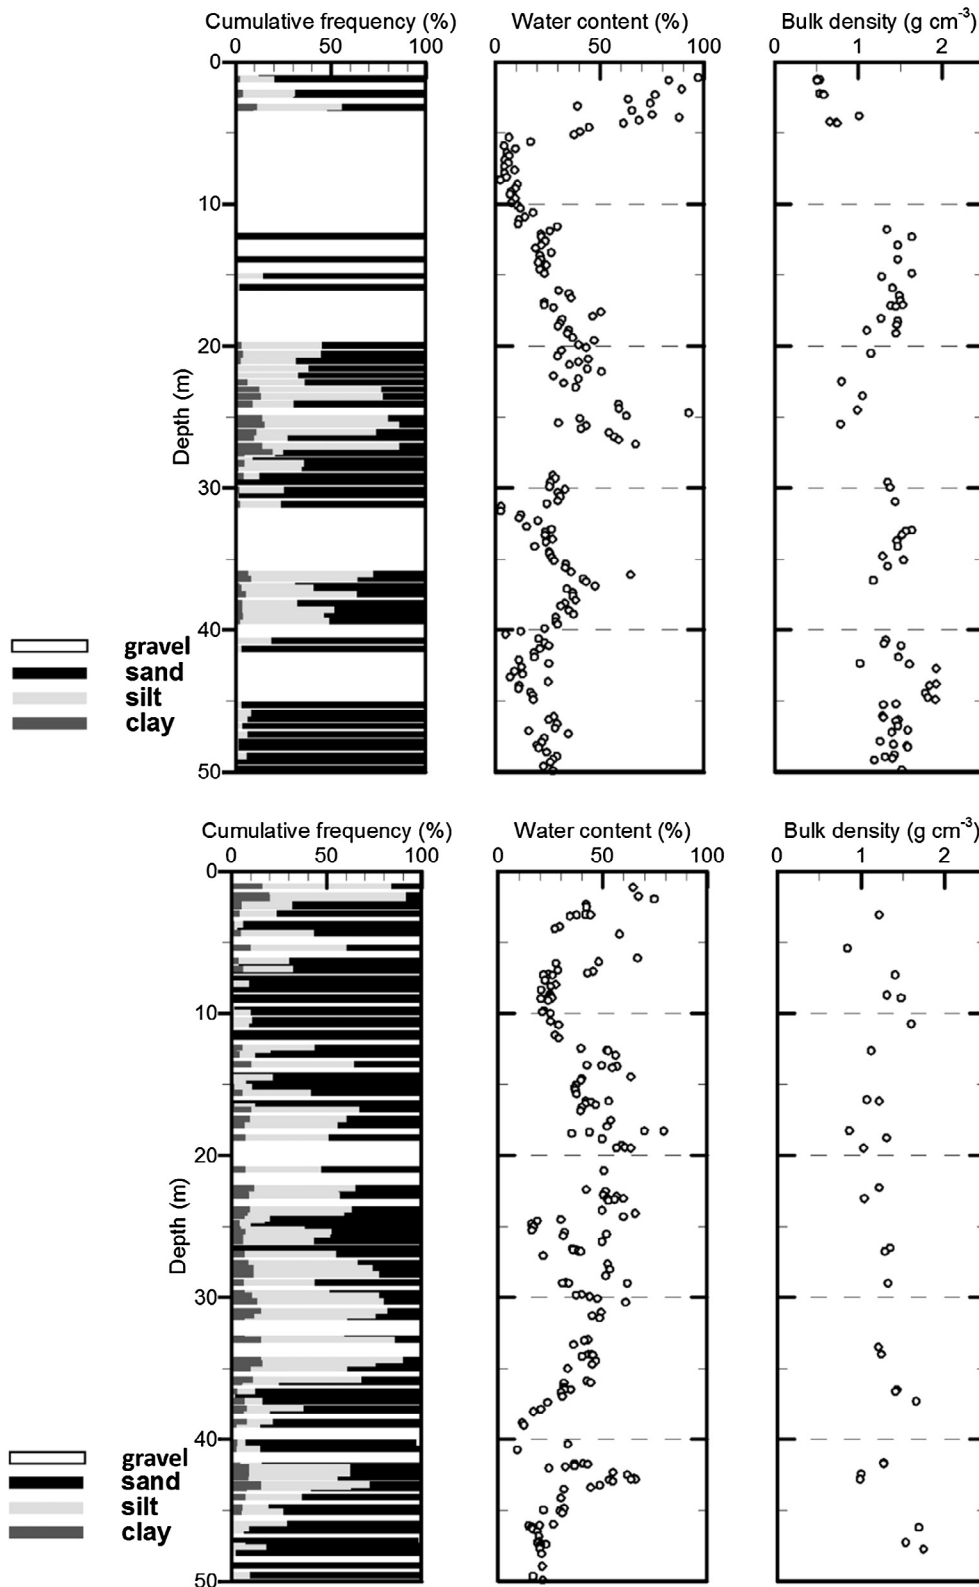 Cumulative frequency (%) Water content (%) Bulk density (g cm⁻³)
0 50 100 0 50 100 0 1 2
0
10
20
30
40
50
Depth (m)
gravel
sand
silt
clay
Cumulative frequency (%) Water content (%) Bulk density (g cm⁻³)
0 50 100 0 50 100 0 1 2
0
10
20
30
40
50
Depth (m)
gravel
sand
silt
clay